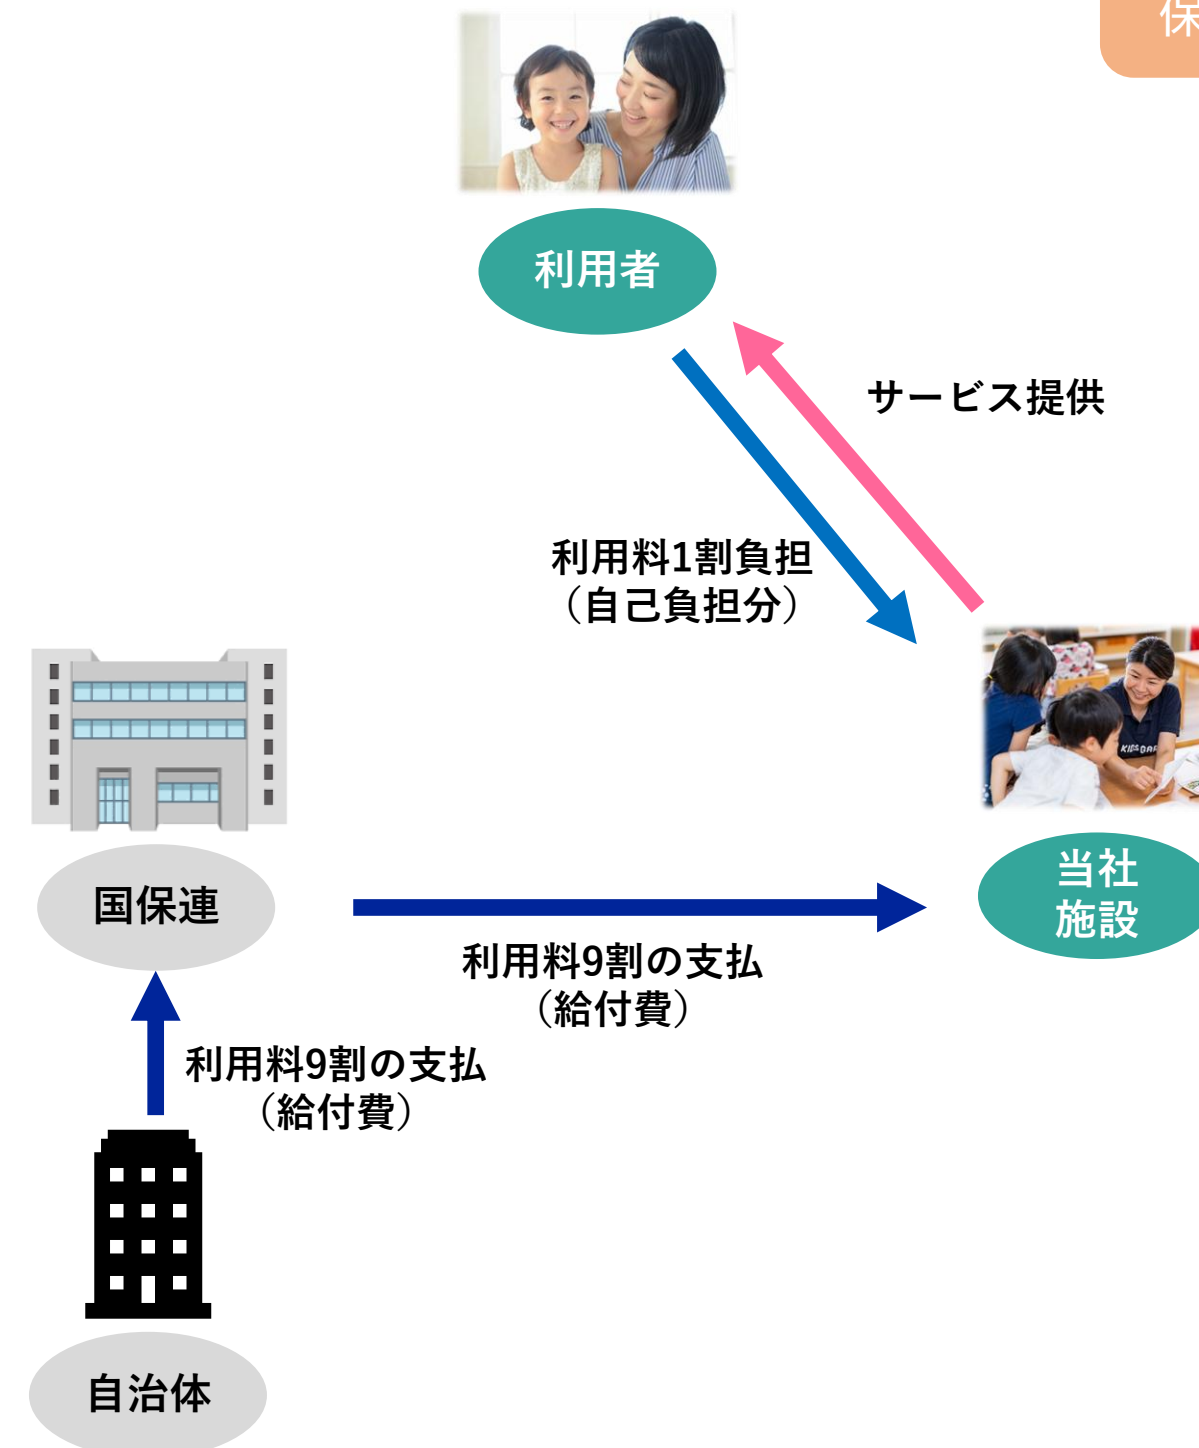 保
利用者
サービス提供
利用料1割負担
（自己負担分）
国保連
当社
施設
利用料9割の支払
（給付費）
利用料9割の支払
（給付費）
自治体